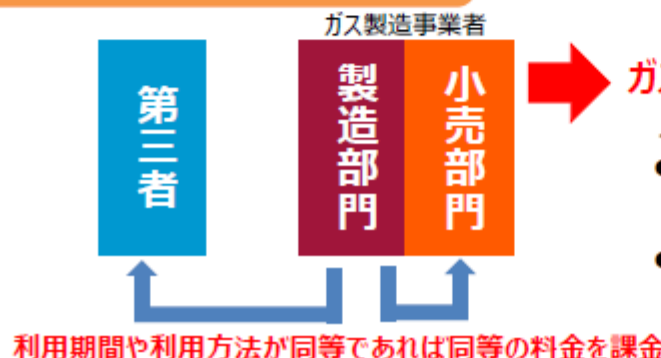 ガス製造事業者
第三者
製造部門
小売部門
ガ
利用期間や利用方法が同等であれば同等の料金を課金